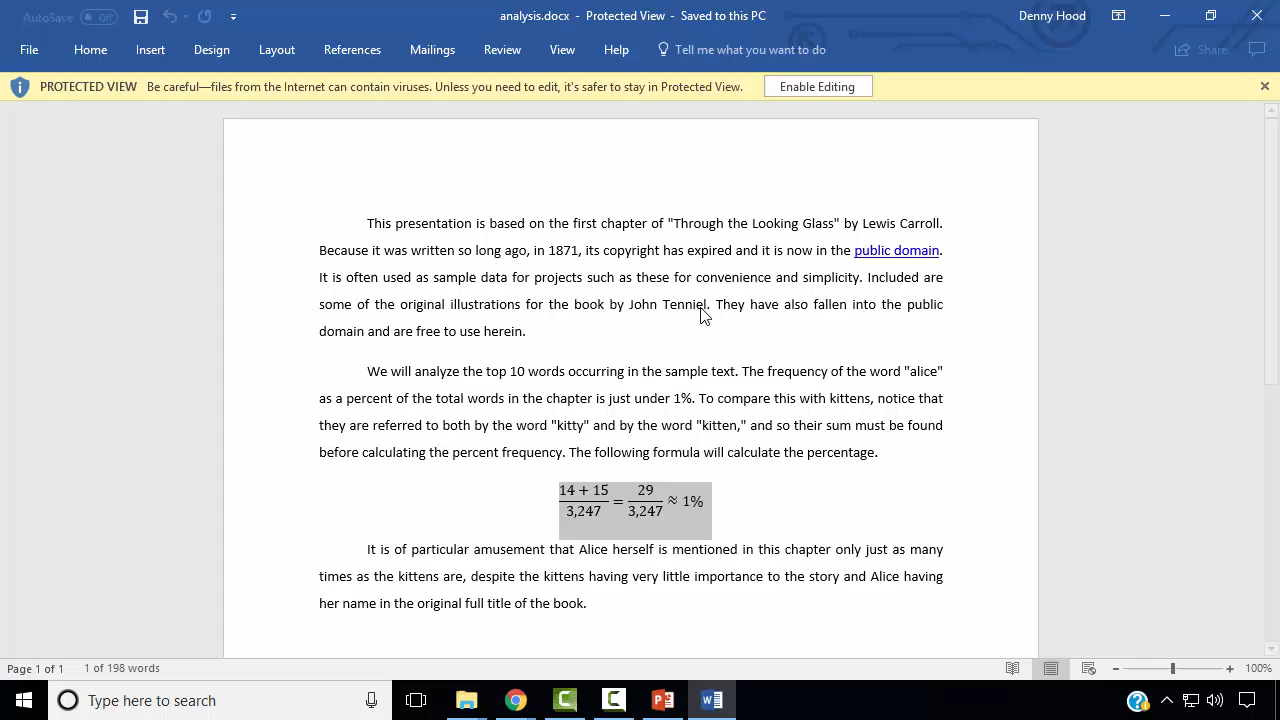 AutoSave Off analysis.docx - Protected View - Saved to this PC Denny Hood
File Home Insert Design Layout References Mailings Review View Help Tell me what you want to do Share
PROTECTED VIEW Be careful—files from the Internet can contain viruses. Unless you need to edit, it's safer to stay in Protected View. Enable Editing
This presentation is based on the first chapter of "Through the Looking Glass" by Lewis Carroll.
Because it was written so long ago, in 1871, its copyright has expired and it is now in the public domain.
It is often used as sample data for projects such as these for convenience and simplicity. Included are
some of the original illustrations for the book by John Tenniel. They have also fallen into the public
domain and are free to use herein.
We will analyze the top 10 words occurring in the sample text. The frequency of the word "alice"
as a percent of the total words in the chapter is just under 1%. To compare this with kittens, notice that
they are referred to both by the word "kitty" and by the word "kitten," and so their sum must be found
before calculating the percent frequency. The following formula will calculate the percentage.
14 + 15 / 3,247 = 29 / 3,247 ≈ 1%
It is of particular amusement that Alice herself is mentioned in this chapter only just as many
times as the kittens are, despite the kittens having very little importance to the story and Alice having
her name in the original full title of the book.
Page 1 of 1 1 of 198 words 100%
Type here to search